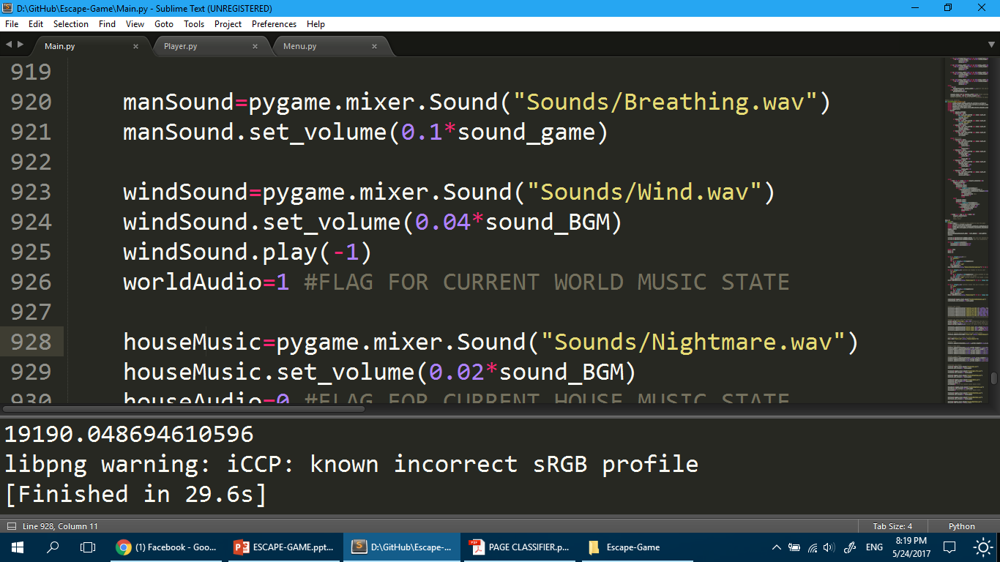 D:\GitHub\Escape-Game\Main.py - Sublime Text (UNREGISTERED)
File Edit Selection Find View Goto Tools Project Preferences Help
Main.py × Player.py × Menu.py ×
919
920 manSound=pygame.mixer.Sound("Sounds/Breathing.wav")
921 manSound.set_volume(0.1*sound_game)
922
923 windSound=pygame.mixer.Sound("Sounds/Wind.wav")
924 windSound.set_volume(0.04*sound_BGM)
925 windSound.play(-1)
926 worldAudio=1 #FLAG FOR CURRENT WORLD MUSIC STATE
927
928 houseMusic=pygame.mixer.Sound("Sounds/Nightmare.wav")
929 houseMusic.set_volume(0.02*sound_BGM)
930 houseAudio=0 #FLAG FOR CURRENT HOUSE MUSIC STATE
19190.048694610596
libpng warning: iCCP: known incorrect sRGB profile
[Finished in 29.6s]
Line 928, Column 11 Tab Size: 4 Python
(1) Facebook - Goo... ESCAPE-GAME.ppt... D:\GitHub\Escape-... PAGE CLASSIFIER.p... Escape-Game ENG 8:19 PM
5/24/2017